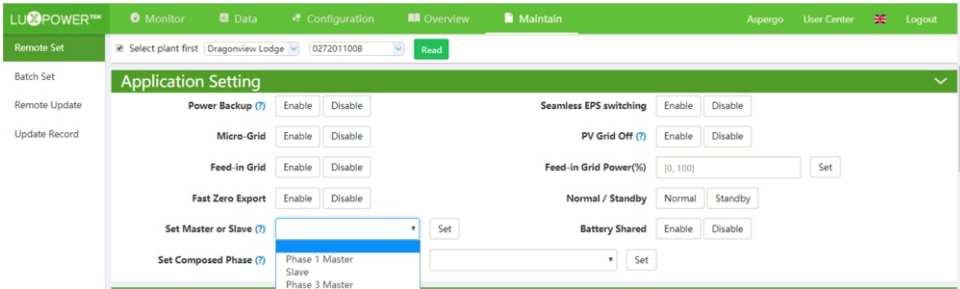 LUXPOWERTEK Monitor Data Configuration Overview Maintain Aspergo User Center Logout
Remote Set Select plant first Dragonview Lodge 0272011008 Read
Batch Set
Remote Update
Update Record
Application Setting
Power Backup (?) Enable Disable Seamless EPS switching Enable Disable
Micro-Grid Enable Disable PV Grid Off (?) Enable Disable
Feed-in Grid Enable Disable Feed-in Grid Power(%) [0, 100] Set
Fast Zero Export Enable Disable Normal / Standby Normal Standby
Set Master or Slave (?) Set Battery Shared Enable Disable
Set Composed Phase (?) Set
Phase 1 Master
Slave
Phase 3 Master